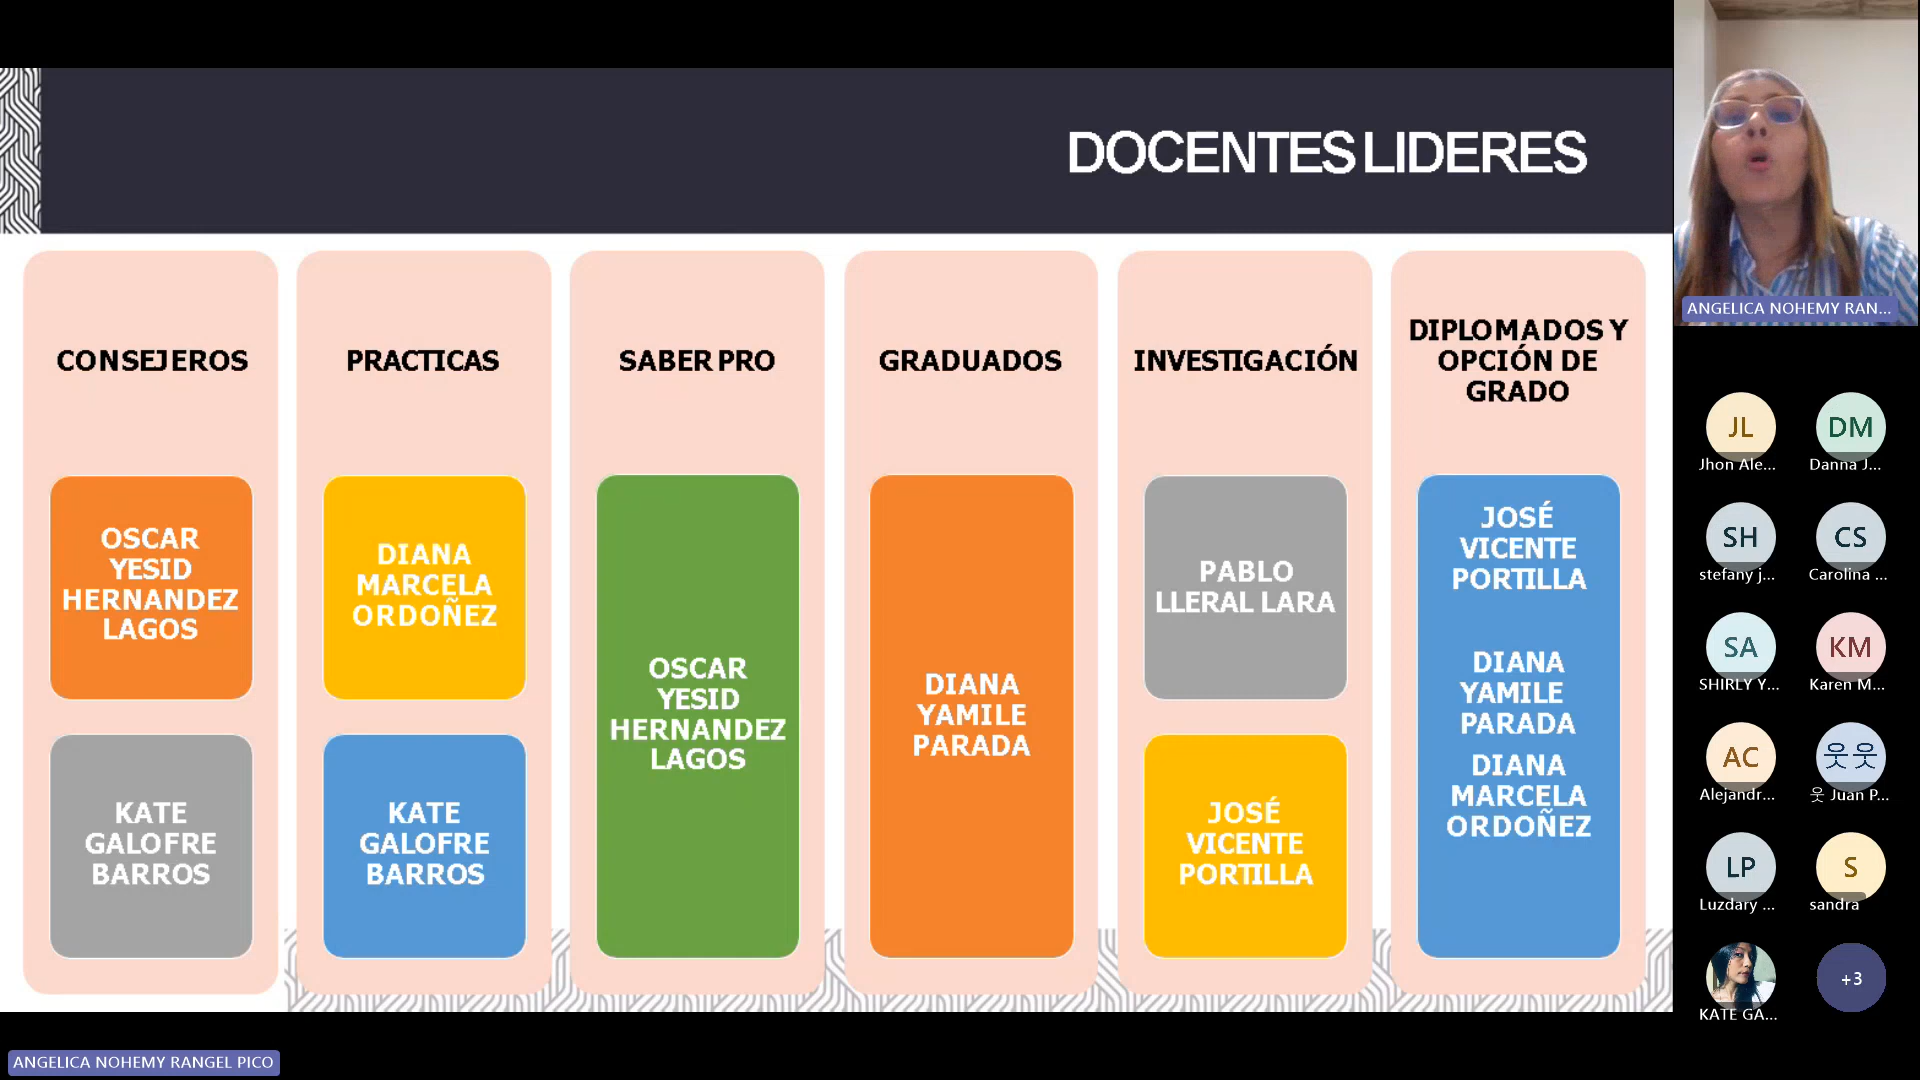 DOCENTES LIDERES
CONSEJEROS
OSCAR
YESID
HERNANDEZ
LAGOS
KATE
GALOFRE
BARROS
PRACTICAS
DIANA
MARCELA
ORDOÑEZ
KATE
GALOFRE
BARROS
SABER PRO
OSCAR
YESID
HERNANDEZ
LAGOS
GRADUADOS
DIANA
YAMILE
PARADA
INVESTIGACIÓN
PABLO
LLERAL LARA
JOSÉ
VICENTE
PORTILLA
DIPLOMADOS Y
OPCIÓN DE
GRADO
JOSÉ
VICENTE
PORTILLA
DIANA
YAMILE
PARADA
DIANA
MARCELA
ORDOÑEZ
ANGELICA NOHEMY RAN...
JL
Jhon Ale...
DM
Danna J...
SH
stefany j...
CS
Carolina ...
SA
SHIRLY Y...
KM
Karen M...
AC
Alejandr...
웃웃
웃 Juan P...
LP
Luzdary ...
S
sandra
KATE GA...
+3
ANGELICA NOHEMY RANGEL PICO